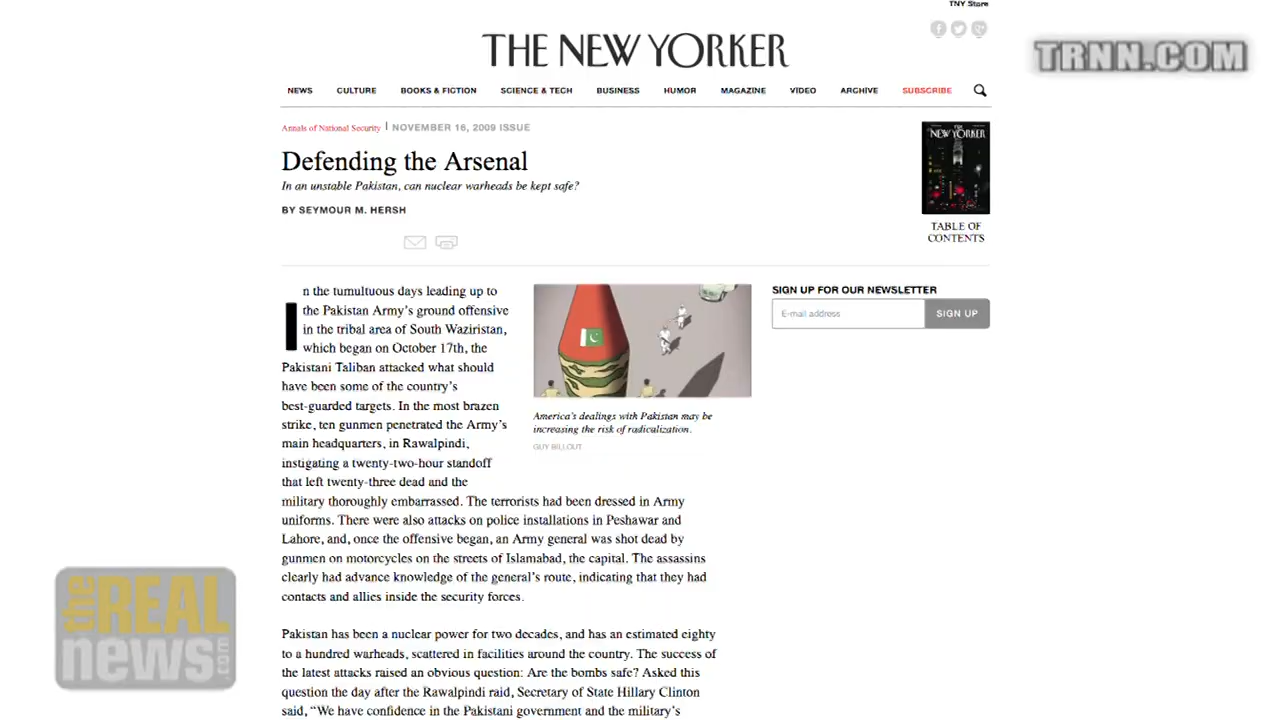 TNY Store
THE NEW YORKER
TRNN.COM
NEWS CULTURE BOOKS & FICTION SCIENCE & TECH BUSINESS HUMOR MAGAZINE VIDEO ARCHIVE SUBSCRIBE
Annals of National Security | NOVEMBER 16, 2009 ISSUE
Defending the Arsenal
In an unstable Pakistan, can nuclear warheads be kept safe?
BY SEYMOUR M. HERSH
NEW YORKER
TABLE OF
CONTENTS
In the tumultuous days leading up to
the Pakistan Army’s ground offensive
in the tribal area of South Waziristan,
which began on October 17th, the
Pakistani Taliban attacked what should
have been some of the country’s
best-guarded targets. In the most brazen
strike, ten gunmen penetrated the Army’s
main headquarters, in Rawalpindi,
instigating a twenty-two-hour standoff
that left twenty-three dead and the
military thoroughly embarrassed. The terrorists had been dressed in Army
uniforms. There were also attacks on police installations in Peshawar and
Lahore, and, once the offensive began, an Army general was shot dead by
gunmen on motorcycles on the streets of Islamabad, the capital. The assassins
clearly had advance knowledge of the general’s route, indicating that they had
contacts and allies inside the security forces.
Pakistan has been a nuclear power for two decades, and has an estimated eighty
to a hundred warheads, scattered in facilities around the country. The success of
the latest attacks raised an obvious question: Are the bombs safe? Asked this
question the day after the Rawalpindi raid, Secretary of State Hillary Clinton
said, “We have confidence in the Pakistani government and the military’s
America’s dealings with Pakistan may be
increasing the risk of radicalization.
GUY BILLOUT
SIGN UP FOR OUR NEWSLETTER
E-mail address SIGN UP
the REAL
news.com